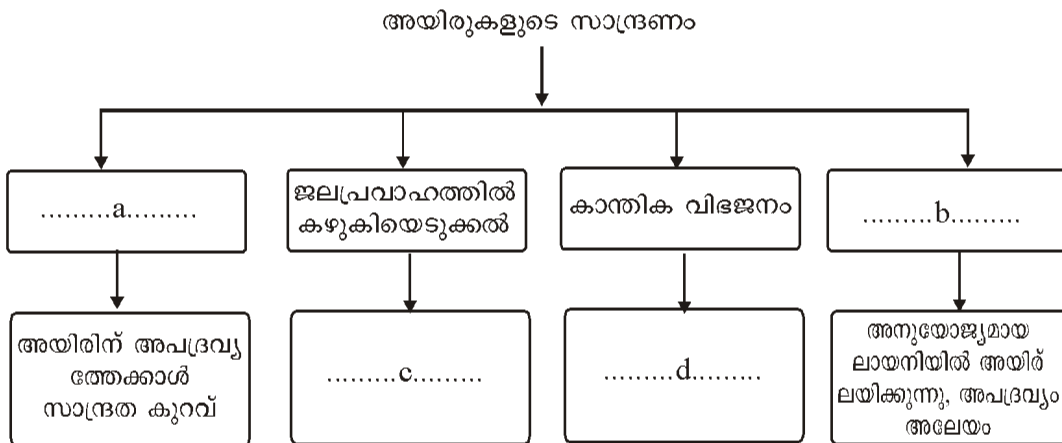 അയിരുകളുടെ സാന്ദ്രണം
.........a.........
ജലപ്രവാഹത്തിൽ
കഴുകിയെടുക്കൽ
കാന്തിക വിഭജനം
.........b.........
അയിരിന് അപദ്രവ്യ
ത്തേക്കാൾ
സാന്ദ്രത കുറവ്
.........c.........
.........d.........
അനുയോജ്യമായ
ലായനിയിൽ അയിര്
ലയിക്കുന്നു, അപദ്രവ്യം
അലേയം